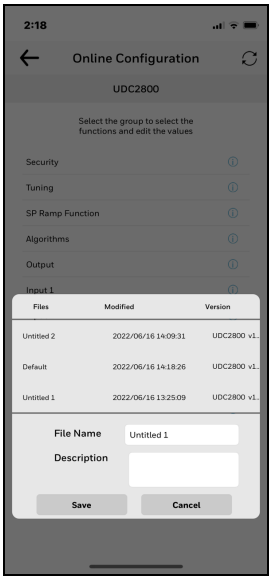 2:18
Online Configuration
UDC2800
Select the group to select the
functions and edit the values
Security
Tuning
SP Ramp Function
Algorithms
Output
Input 1
Files Modified Version
Untitled 2 2022/06/16 14:09:31 UDC2800 v1..
Default 2022/06/16 14:18:26 UDC2800 v1..
Untitled 1 2022/06/16 13:25:09 UDC2800 v1..
File Name Untitled 1
Description
Save Cancel